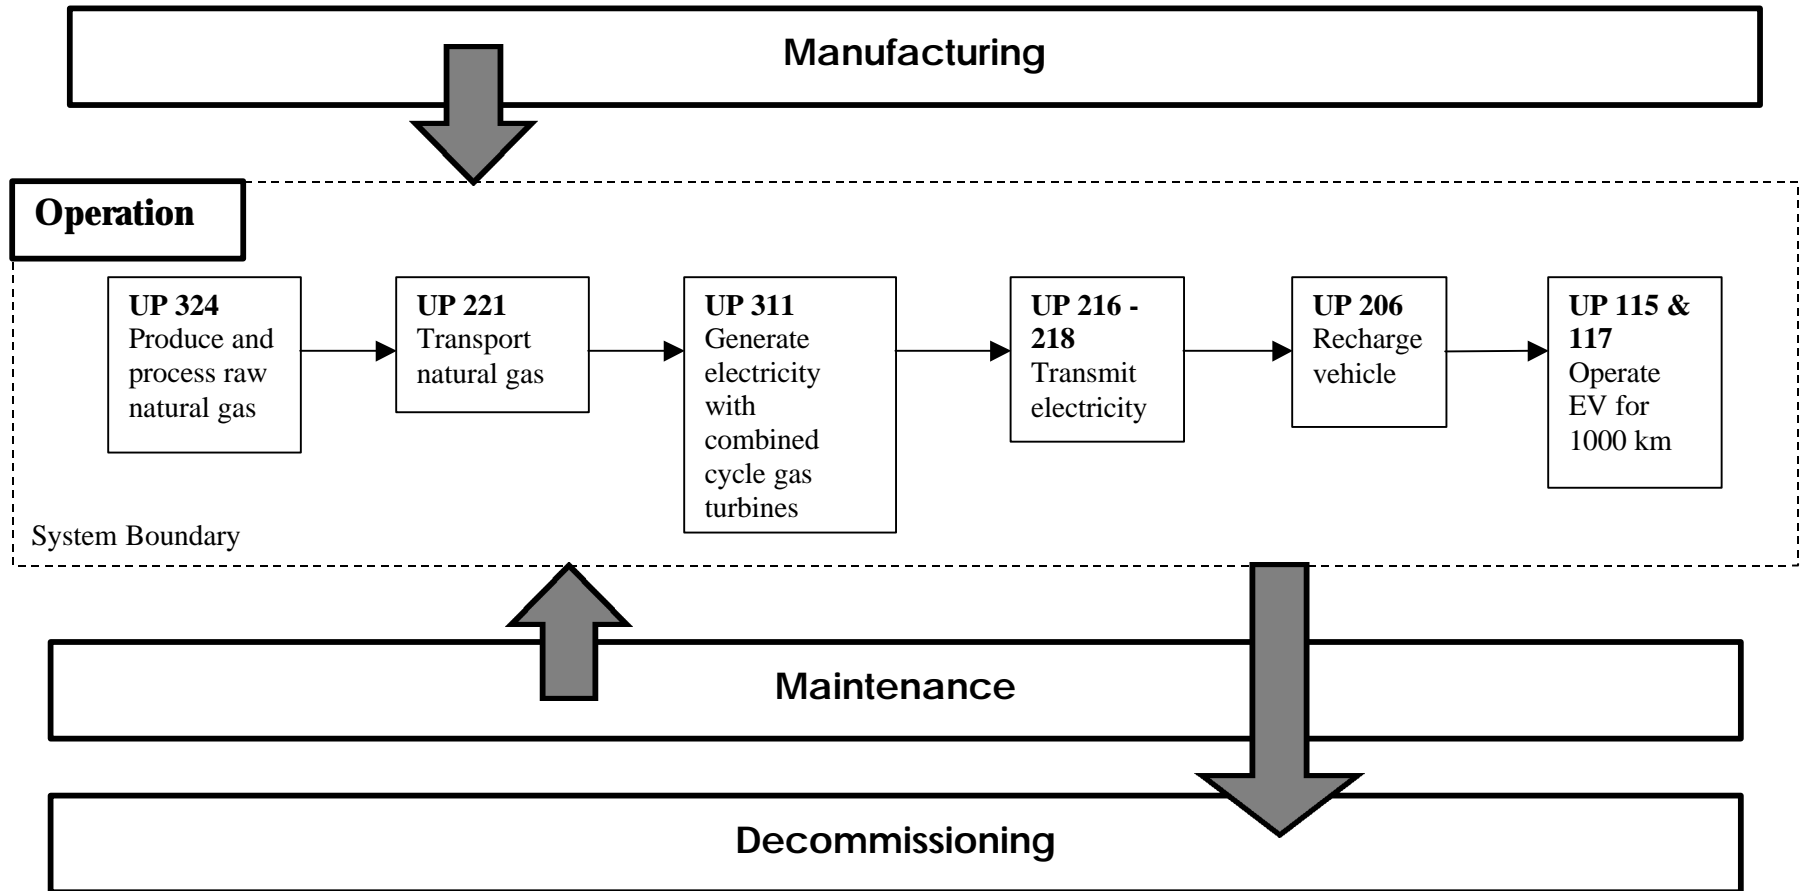 Manufacturing
Operation
UP 324
Produce and
process raw
natural gas
UP 221
Transport
natural gas
UP 311
Generate
electricity
with
combined
cycle gas
turbines
UP 216 -
218
Transmit
electricity
UP 206
Recharge
vehicle
UP 115 &
117
Operate
EV for
1000 km
System Boundary
Maintenance
Decommissioning